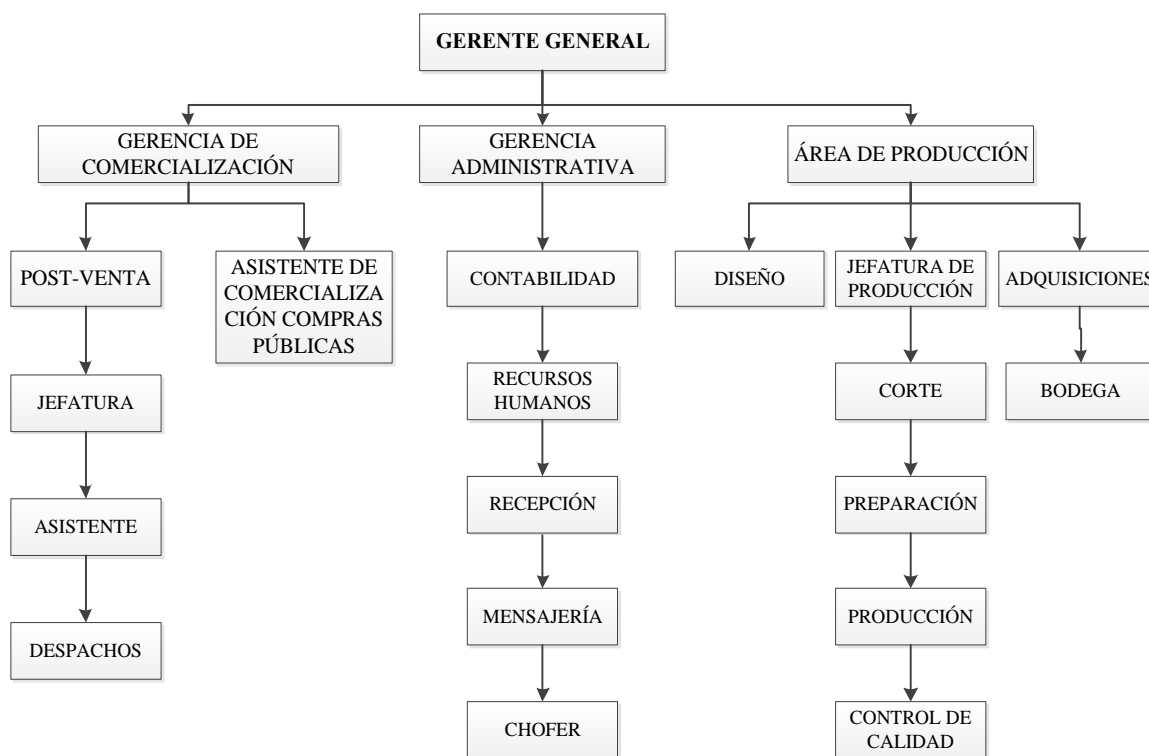 GERENTE GENERAL
GERENCIA DE
COMERCIALIZACIÓN
GERENCIA
ADMINISTRATIVA
ÁREA DE PRODUCCIÓN
POST-VENTA
ASISTENTE DE
COMERCIALIZA
CIÓN COMPRAS
PÚBLICAS
CONTABILIDAD
DISEÑO
JEFATURA DE
PRODUCCIÓN
ADQUISICIONES
JEFATURA
RECURSOS
HUMANOS
CORTE
BODEGA
ASISTENTE
RECEPCIÓN
PREPARACIÓN
DESPACHOS
MENSAJERÍA
PRODUCCIÓN
CHOFER
CONTROL DE
CALIDAD